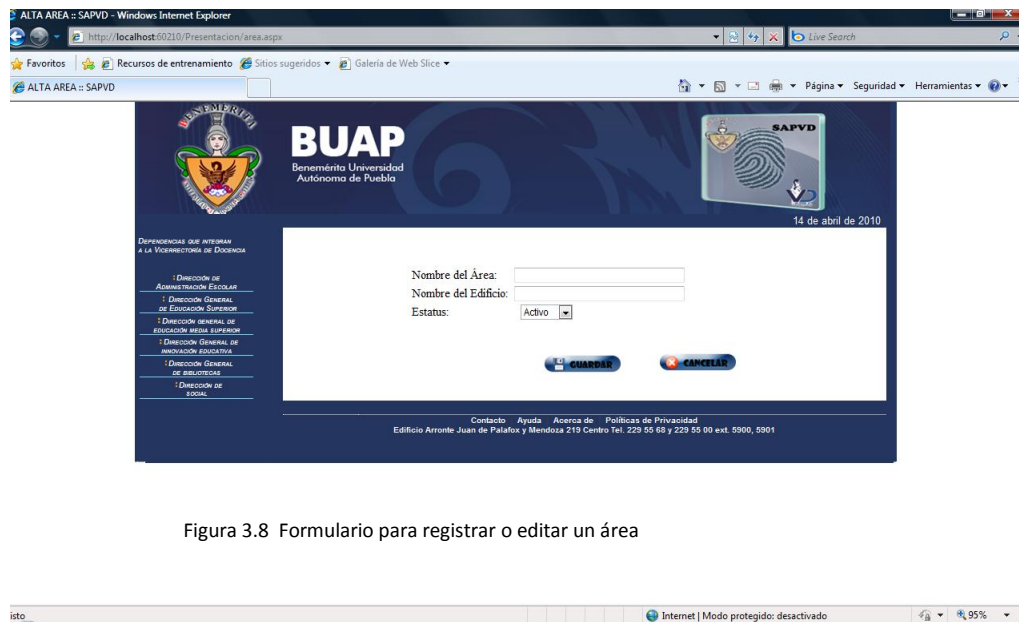 ALTA AREA :: SAPVD - Windows Internet Explorer
http://localhost:60210/Presentacion/area.aspx
Live Search
Favoritos
Recursos de entrenamiento
Sitios sugeridos
Galería de Web Slice
ALTA AREA :: SAPVD
Página
Seguridad
Herramientas
BENEMERITA
BUAP
Benemérita Universidad
Autónoma de Puebla
SAPVD
14 de abril de 2010
DEPENDENCIAS QUE INTEGRAN
A LA VICERRECTORÍA DE DOCENCIA
DIRECCIÓN DE
ADMINISTRACIÓN ESCOLAR
DIRECCIÓN GENERAL
DE EDUCACIÓN SUPERIOR
DIRECCIÓN GENERAL DE
EDUCACIÓN MEDIA SUPERIOR
DIRECCIÓN GENERAL DE
INNOVACIÓN EDUCATIVA
DIRECCIÓN GENERAL
DE BIBLIOTECAS
DIRECCIÓN DE
SOCIAL
Nombre del Área:
Nombre del Edificio:
Estatus:
Activo
GUARDAR
CANCELAR
Contacto Ayuda Acerca de Políticas de Privacidad
Edificio Arronte Juan de Palafox y Mendoza 219 Centro Tel. 229 55 68 y 229 55 00 ext. 5900, 5901
Figura 3.8 Formulario para registrar o editar un área
isto
Internet | Modo protegido: desactivado
95%